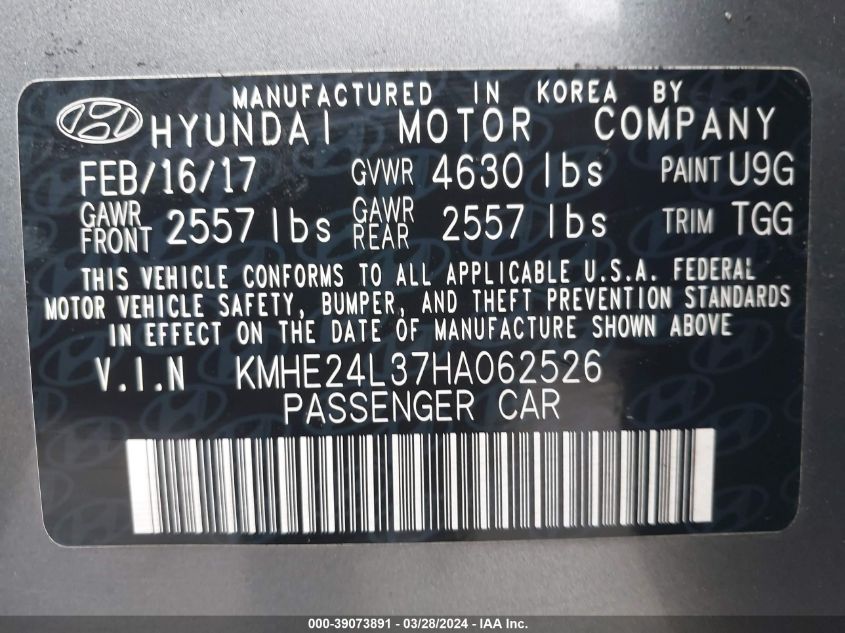 MANUFACTURED IN KOREA BY
HYUNDAI MOTOR COMPANY
FEB/16/17 GVWR 4630 lbs PAINT U9G
GAWR FRONT 2557 lbs GAWR REAR 2557 lbs TRIM TGG
THIS VEHICLE CONFORMS TO ALL APPLICABLE U.S.A. FEDERAL
MOTOR VEHICLE SAFETY, BUMPER, AND THEFT PREVENTION STANDARDS
IN EFFECT ON THE DATE OF MANUFACTURE SHOWN ABOVE
V.I.N KMHE24L37HA062526
PASSENGER CAR
000-39073891 - 03/28/2024 - IAA Inc.